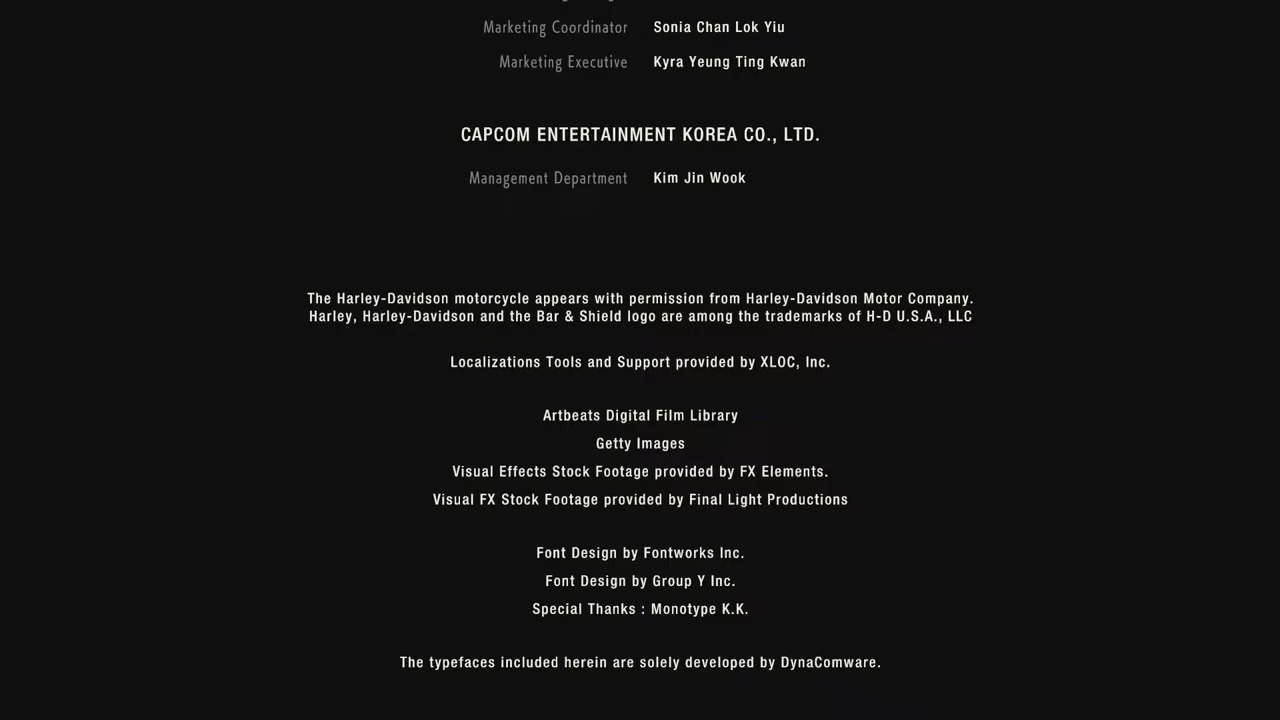 Marketing Coordinator Sonia Chan Lok Yiu
Marketing Executive Kyra Yeung Ting Kwan
CAPCOM ENTERTAINMENT KOREA CO., LTD.
Management Department Kim Jin Wook
The Harley-Davidson motorcycle appears with permission from Harley-Davidson Motor Company.
Harley, Harley-Davidson and the Bar & Shield logo are among the trademarks of H-D U.S.A., LLC
Localizations Tools and Support provided by XLOC, Inc.
Artbeats Digital Film Library
Getty Images
Visual Effects Stock Footage provided by FX Elements.
Visual FX Stock Footage provided by Final Light Productions
Font Design by Fontworks Inc.
Font Design by Group Y Inc.
Special Thanks : Monotype K.K.
The typefaces included herein are solely developed by DynaComware.